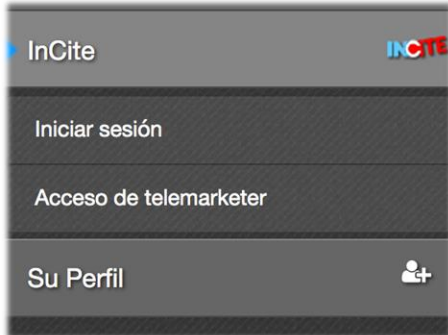 InCite INCITE
Iniciar sesión
Acceso de telemarketer
Su Perfil